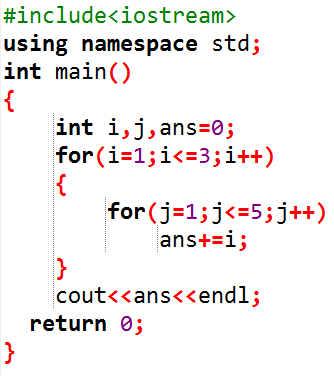 #include<iostream>
using namespace std;
int main()
{
    int i,j,ans=0;
    for(i=1;i<=3;i++)
    {
        for(j=1;j<=5;j++)
            ans+=i;
    }
    cout<<ans<<endl;
  return 0;
}